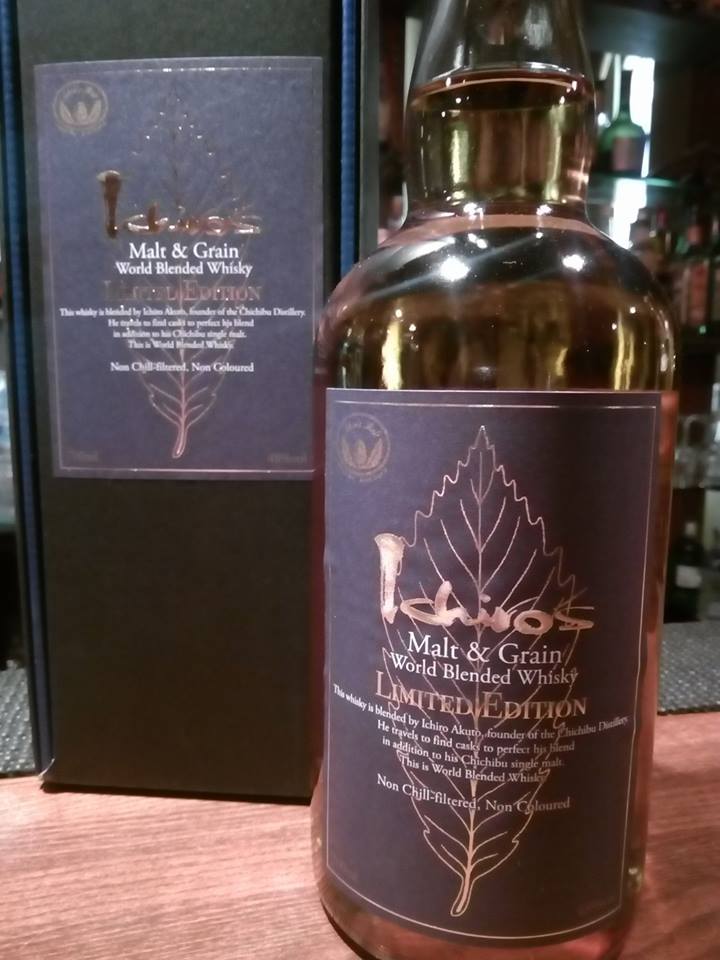 Ichiro's
Malt & Grain
World Blended Whisky
LIMITED EDITION
This whisky is blended by Ichiro Akuto, founder of the Chichibu Distillery.
He travels to find casks to perfect his blend
in addition to his Chichibu single malt.
This is World Blended Whisky.
Non Chill-filtered, Non Coloured
Ichiro's
Malt & Grain
World Blended Whisky
LIMITED EDITION
This whisky is blended by Ichiro Akuto, founder of the Chichibu Distillery.
He travels to find casks to perfect his blend
in addition to his Chichibu single malt.
This is World Blended Whisky
Non Chill-filtered, Non Coloured